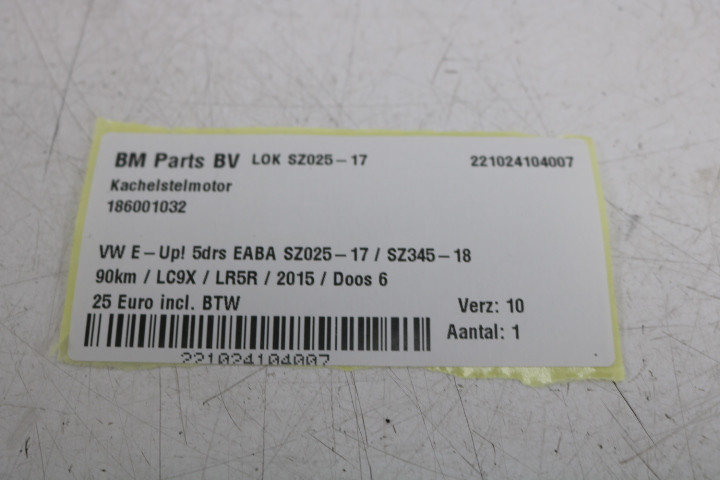 BM Parts BV LOK SZ025-17 221024104007
Kachelstelmotor
186001032
VW E-Up! 5drs EABA SZ025-17 / SZ345-18
90km / LC9X / LR5R / 2015 / Doos 6
25 Euro incl. BTW Verz: 10
Aantal: 1
221024104007